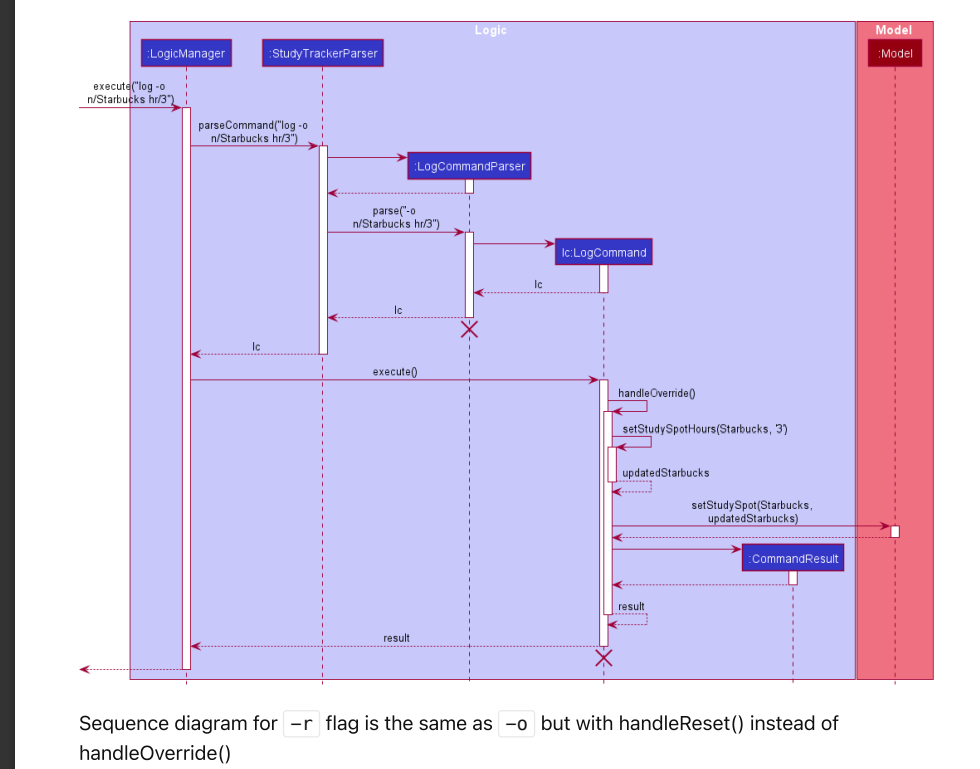 Logic
Model
:LogicManager
:StudyTrackerParser
:Model
execute("log -o
n/Starbucks hr/3")
parseCommand("log -o
n/Starbucks hr/3")
:LogCommandParser
parse("-o
n/Starbucks hr/3")
lc:LogCommand
lc
lc
lc
execute()
handleOverride()
setStudySpotHours(Starbucks, '3')
updatedStarbucks
setStudySpot(Starbucks,
updatedStarbucks)
:CommandResult
result
result
Sequence diagram for -r flag is the same as -o but with handleReset() instead of
handleOverride()